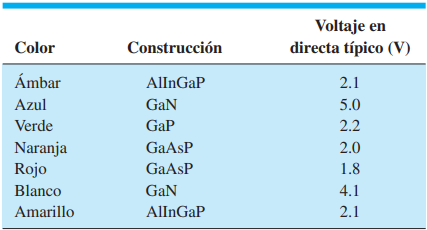 Voltaje en
Color Construcción directa típico (V)
Ámbar AlInGaP 2.1
Azul GaN 5.0
Verde GaP 2.2
Naranja GaAsP 2.0
Rojo GaAsP 1.8
Blanco GaN 4.1
Amarillo AlInGaP 2.1